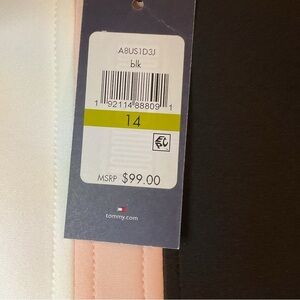 A8US1D3J
blk
1 92114 88809 1
14
MSRP $99.00
tommy.com